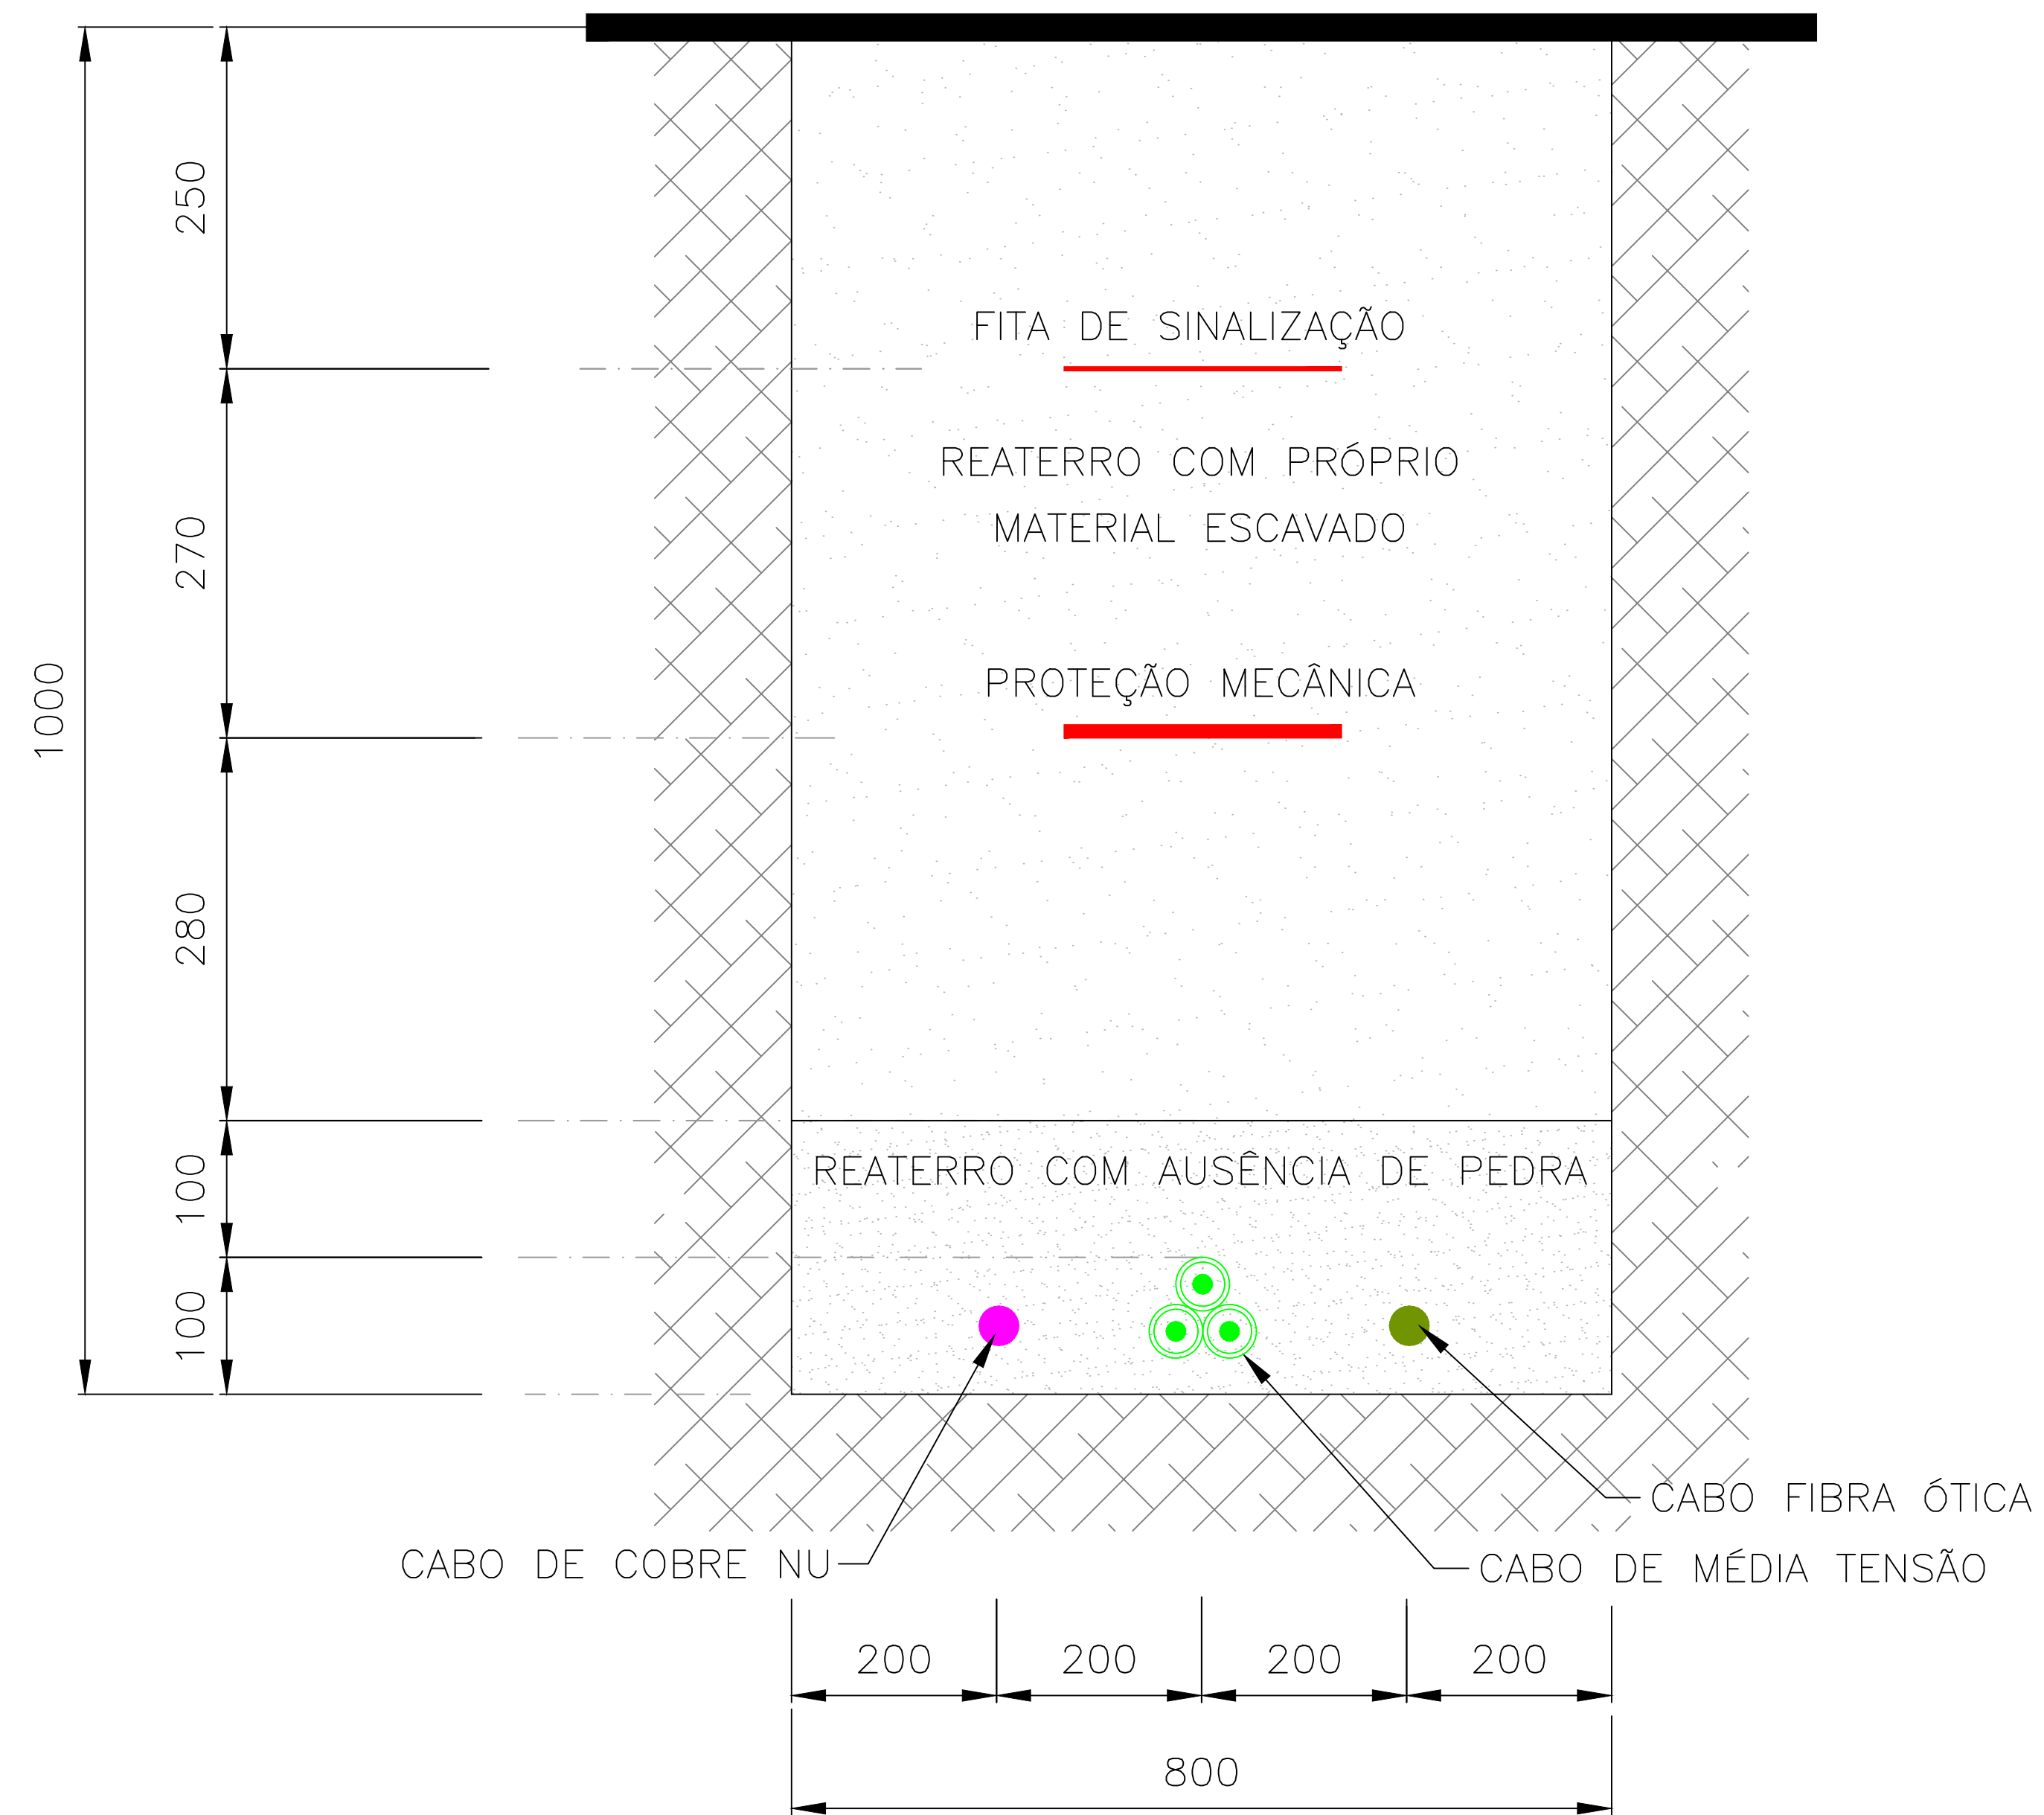 250
FITA DE SINALIZAÇÃO
REATERRO COM PRÓPRIO
MATERIAL ESCAVADO
270
PROTEÇÃO MECÂNICA
1000
280
REATERRO COM AUSÊNCIA DE PEDRA
100
100
CABO FIBRA ÓTICA
CABO DE COBRE NU
CABO DE MÉDIA TENSÃO
200 200 200 200
800